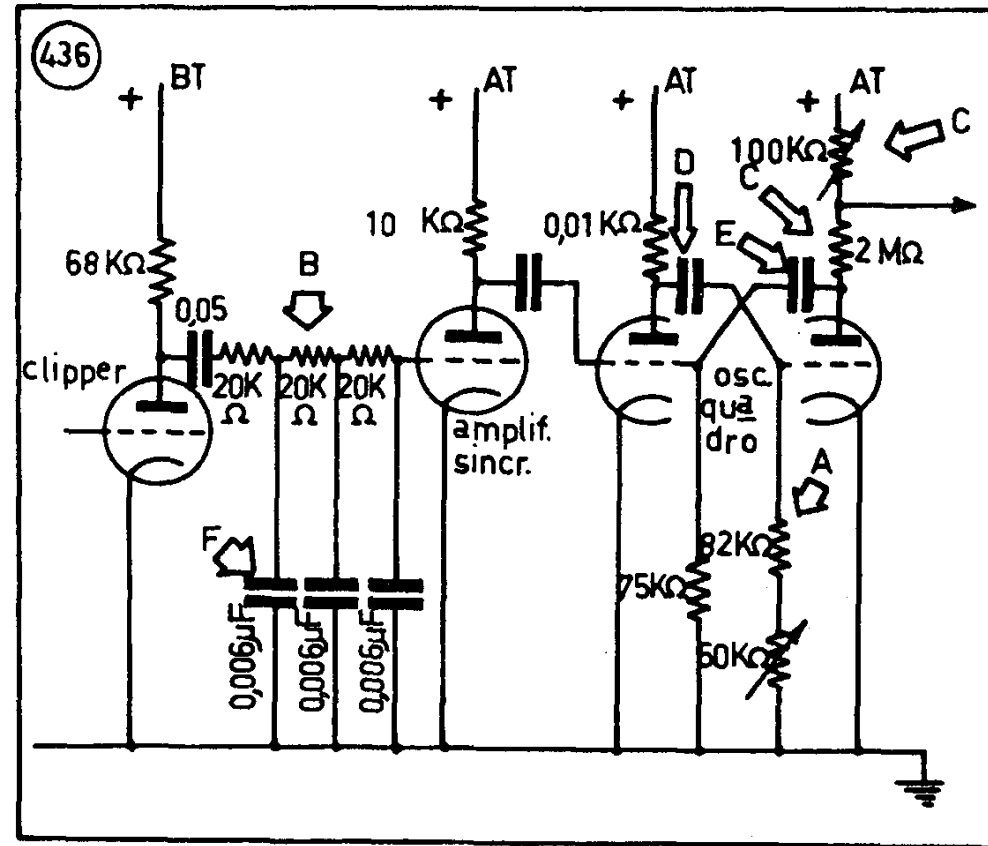 436
+ BT
+ AT
+ AT
+ AT
100KΩ
C
D
C
10 KΩ
0,01 KΩ
E
2 MΩ
68 KΩ
B
0,05
clipper
20K Ω
20K Ω
20K Ω
amplif.
sincr.
osc.
qua
dro
A
F
82KΩ
75KΩ
50KΩ
0,006µF
0,006µF
0,006µF